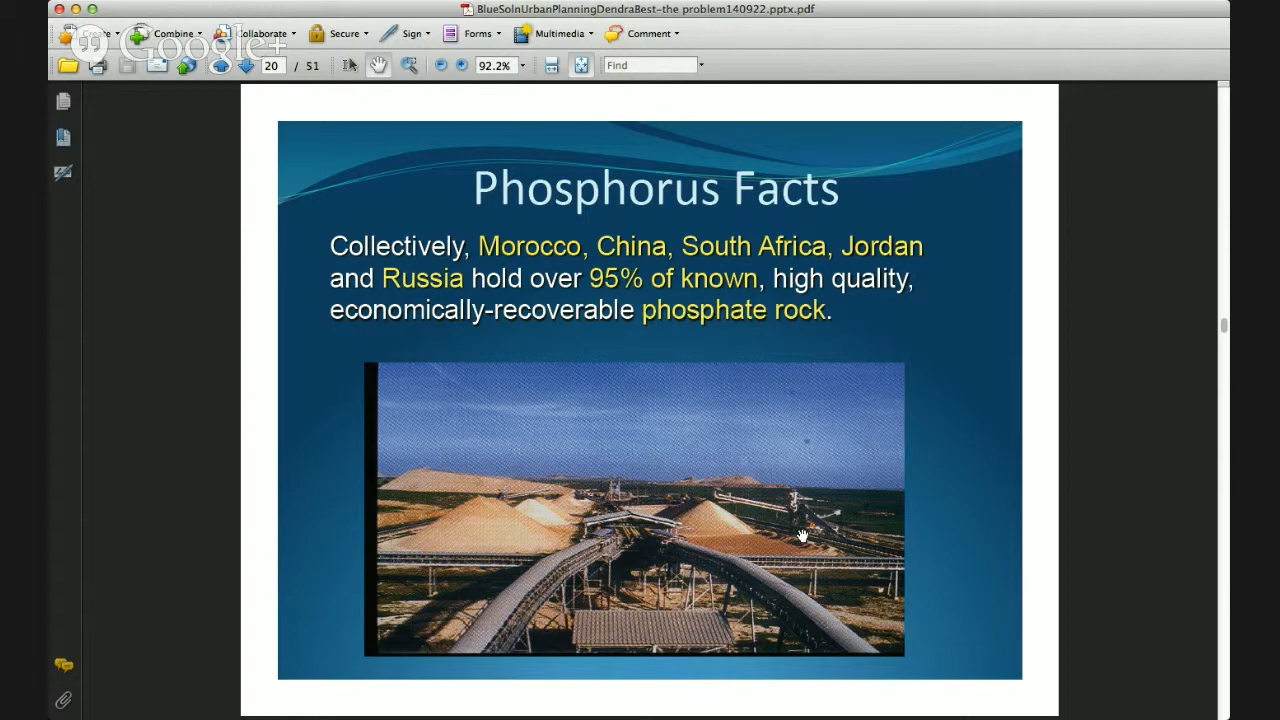 BlueSolnUrbanPlanningDendraBest-the problem140922.pptx.pdf
Create Combine Collaborate Secure Sign Forms Multimedia Comment
Google+
20 / 51 92.2% Find
Phosphorus Facts
Collectively, Morocco, China, South Africa, Jordan
and Russia hold over 95% of known, high quality,
economically-recoverable phosphate rock.